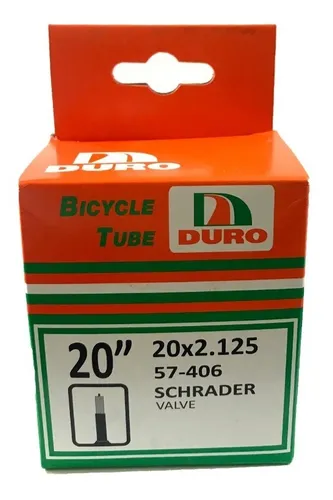 DURO
BICYCLE
TUBE
DURO
20”
20x2.125
57-406
SCHRADER
VALVE